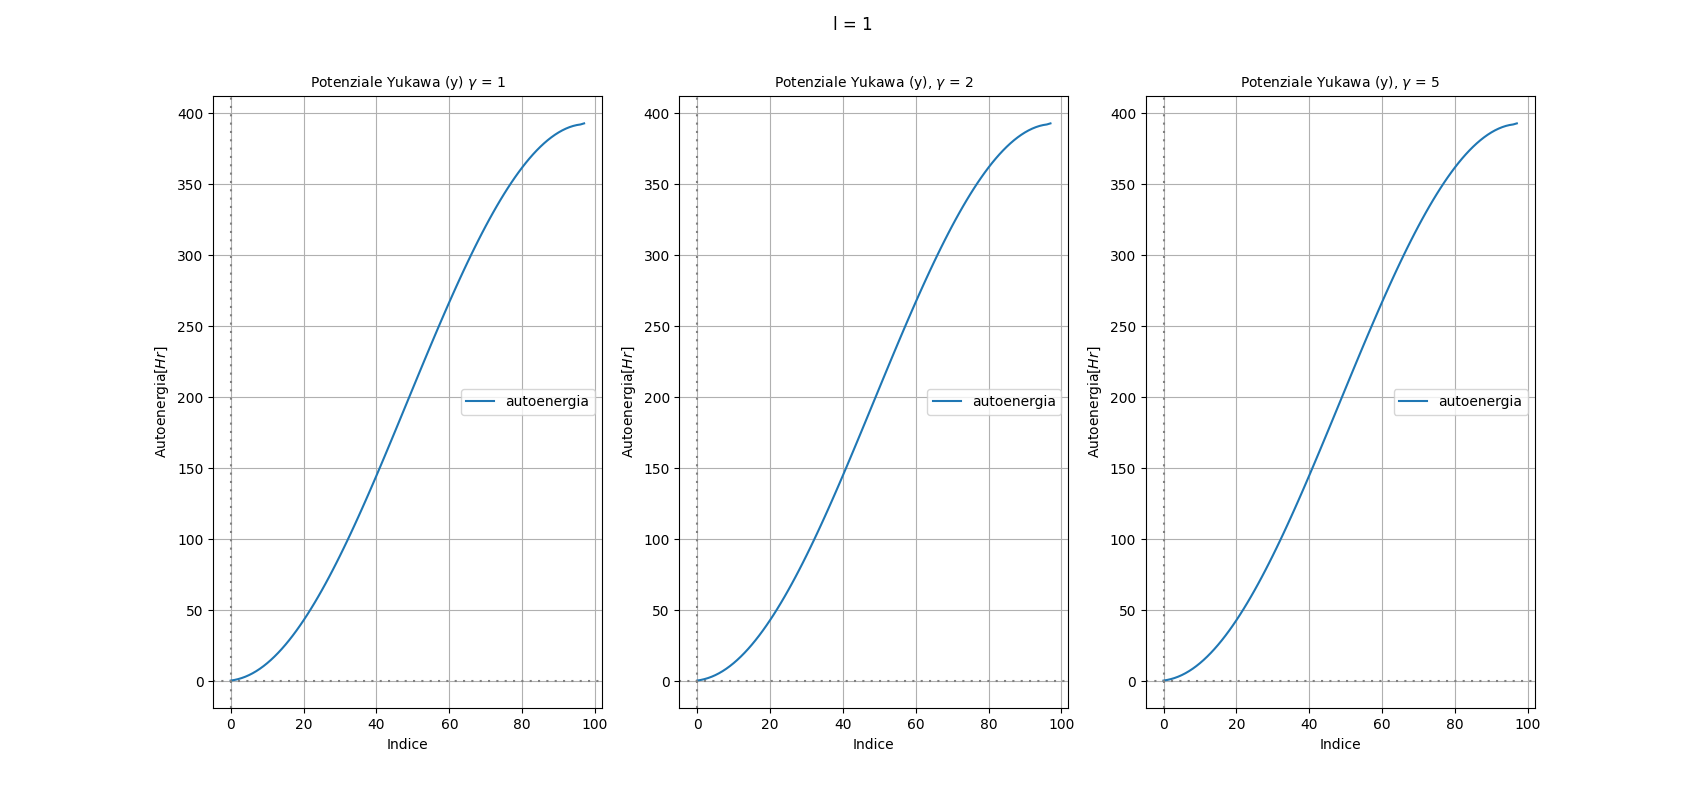 l = 1
Potenziale Yukawa (y) γ = 1
400
350
300
250
200
150
100
50
0
Autoenergia[Hr]
autoenergia
0 20 40 60 80 100
Indice
Potenziale Yukawa (y), γ = 2
400
350
300
250
200
150
100
50
0
Autoenergia[Hr]
autoenergia
0 20 40 60 80 100
Indice
Potenziale Yukawa (y), γ = 5
400
350
300
250
200
150
100
50
0
Autoenergia[Hr]
autoenergia
0 20 40 60 80 100
Indice